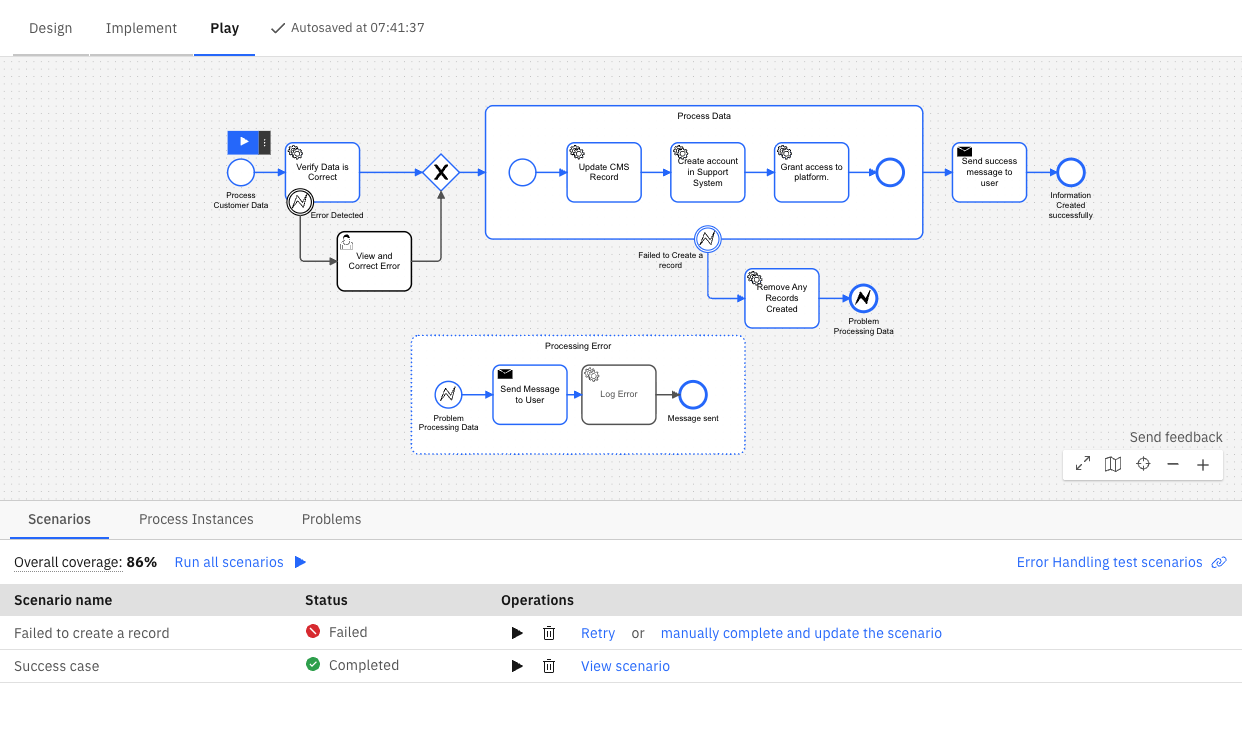 Design
Implement
Play
Autosaved at 07:41:37
Process Data
Verify Data is
Correct
Update CMS
Record
Create account
in Support
System
Grant access to
platform.
Send success
message to
user
Process
Customer Data
Error Detected
Information
Created
successfully
View and
Correct Error
Failed to Create a
record
Remove Any
Records
Created
Problem
Processing Data
Processing Error
Send Message
to User
Log Error
Problem
Processing Data
Message sent
Send feedback
Scenarios
Process Instances
Problems
Overall coverage: 86%
Run all scenarios
Error Handling test scenarios
Scenario name Status Operations
Failed to create a record Failed Retry or manually complete and update the scenario
Success case Completed View scenario